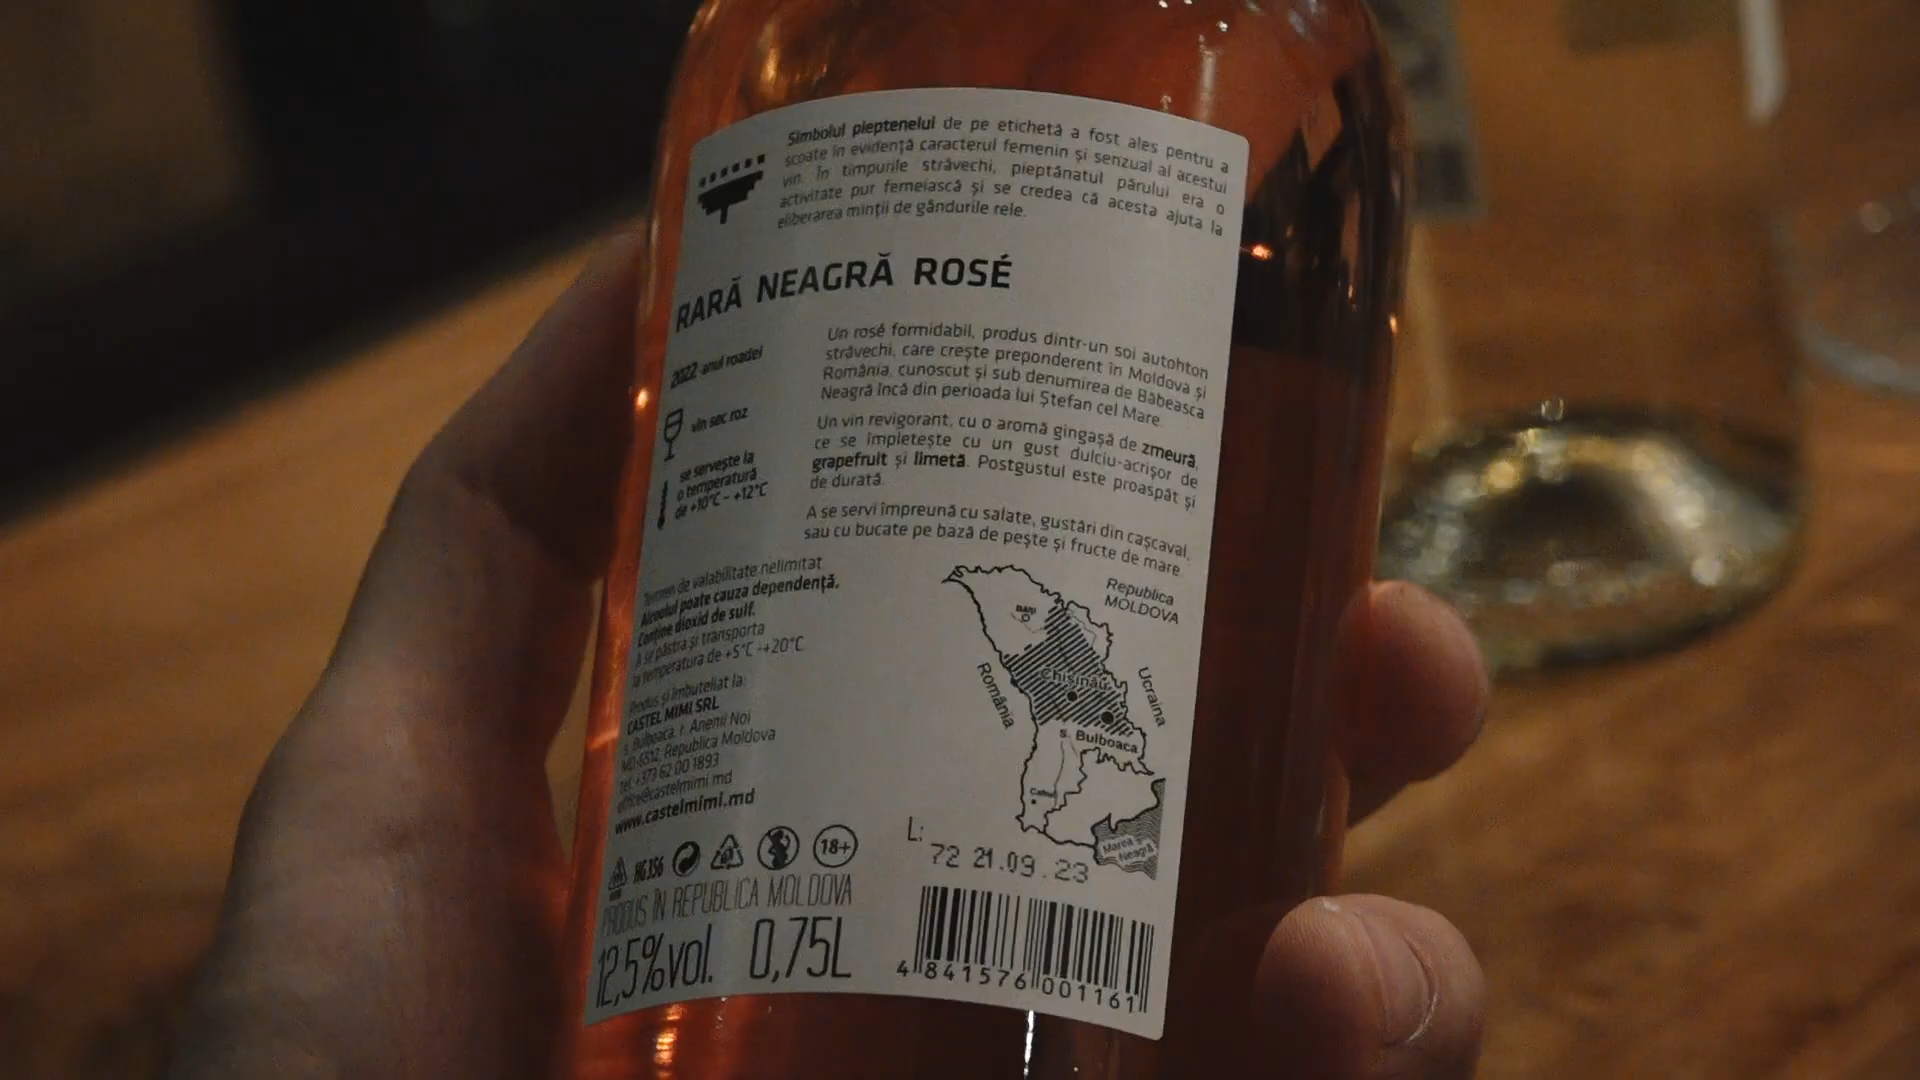 Simbolul pieptenelui de pe etichetă a fost ales pentru a
scoate în evidență caracterul femenin și senzual al acestui
vin. În timpurile străvechi, pieptănatul părului era o
activitate pur femeiască și se credea că acesta ajuta la
eliberarea minții de gândurile rele.
RARĂ NEAGRĂ ROSÉ
2022 anul roadei
vin sec roz
se servește la
o temperatură
de +10°C - +12°C
Un rosé formidabil, produs dintr-un soi autohton
străvechi, care crește preponderent în Moldova și
România, cunoscut și sub denumirea de Băbeasca
Neagră încă din perioada lui Ștefan cel Mare.
Un vin revigorant, cu o aromă gingașă de zmeură,
ce se împletește cu un gust dulciu-acrișor de
grapefruit și limetă. Postgustul este proaspăt și
de durată.
A se servi împreună cu salate, gustări din cașcaval,
sau cu bucate pe bază de pește și fructe de mare.
Termen de valabilitate nelimitat
Alcoolul poate cauza dependență.
Conține dioxid de sulf.
A se păstra și transporta
la temperatura de +5°C -+20°C
Produs și îmbuteliat la:
CASTEL MIMI SRL
s. Bulboaca, r. Anenii Noi
MD-6512, Republica Moldova
tel. +373 62 00 1893
office@castelmimi.md
www.castelmimi.md
Republica
MOLDOVA
Chișinău
România
Ucraina
s. Bulboaca
Cahul
Marea
Neagră
HG356
18+
PRODUS ÎN REPUBLICA MOLDOVA
12,5%vol. 0,75L
L:
72 21.09.23
4 841576 001161